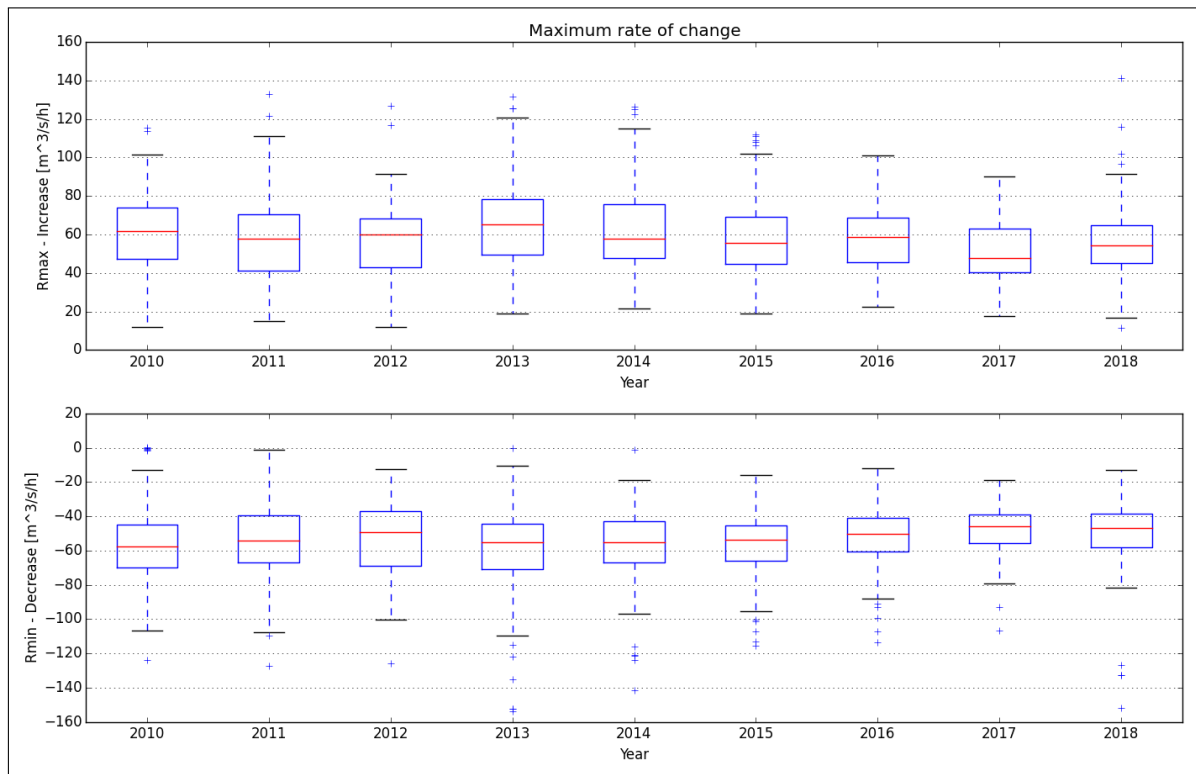 Maximum rate of change
160
140
120
100
80
60
40
20
0
Rmax - Increase [m^3/s/h]
2010 2011 2012 2013 2014 2015 2016 2017 2018
Year
20
0
−20
−40
−60
−80
−100
−120
−140
−160
Rmin - Decrease [m^3/s/h]
2010 2011 2012 2013 2014 2015 2016 2017 2018
Year